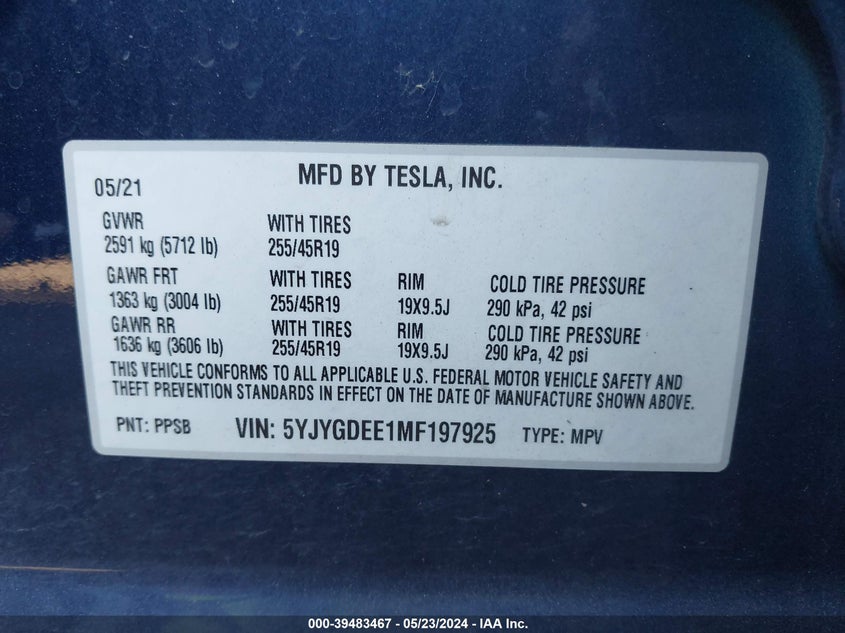 05/21 MFD BY TESLA, INC.
GVWR WITH TIRES
2591 kg (5712 lb) 255/45R19
GAWR FRT WITH TIRES RIM COLD TIRE PRESSURE
1363 kg (3004 lb) 255/45R19 19X9.5J 290 kPa, 42 psi
GAWR RR WITH TIRES RIM COLD TIRE PRESSURE
1636 kg (3606 lb) 255/45R19 19X9.5J 290 kPa, 42 psi
THIS VEHICLE CONFORMS TO ALL APPLICABLE U.S. FEDERAL MOTOR VEHICLE SAFETY AND
THEFT PREVENTION STANDARDS IN EFFECT ON THE DATE OF MANUFACTURE SHOWN ABOVE.
PNT: PPSB VIN: 5YJYGDEE1MF197925 TYPE: MPV
000-39483467 - 05/23/2024 - IAA Inc.